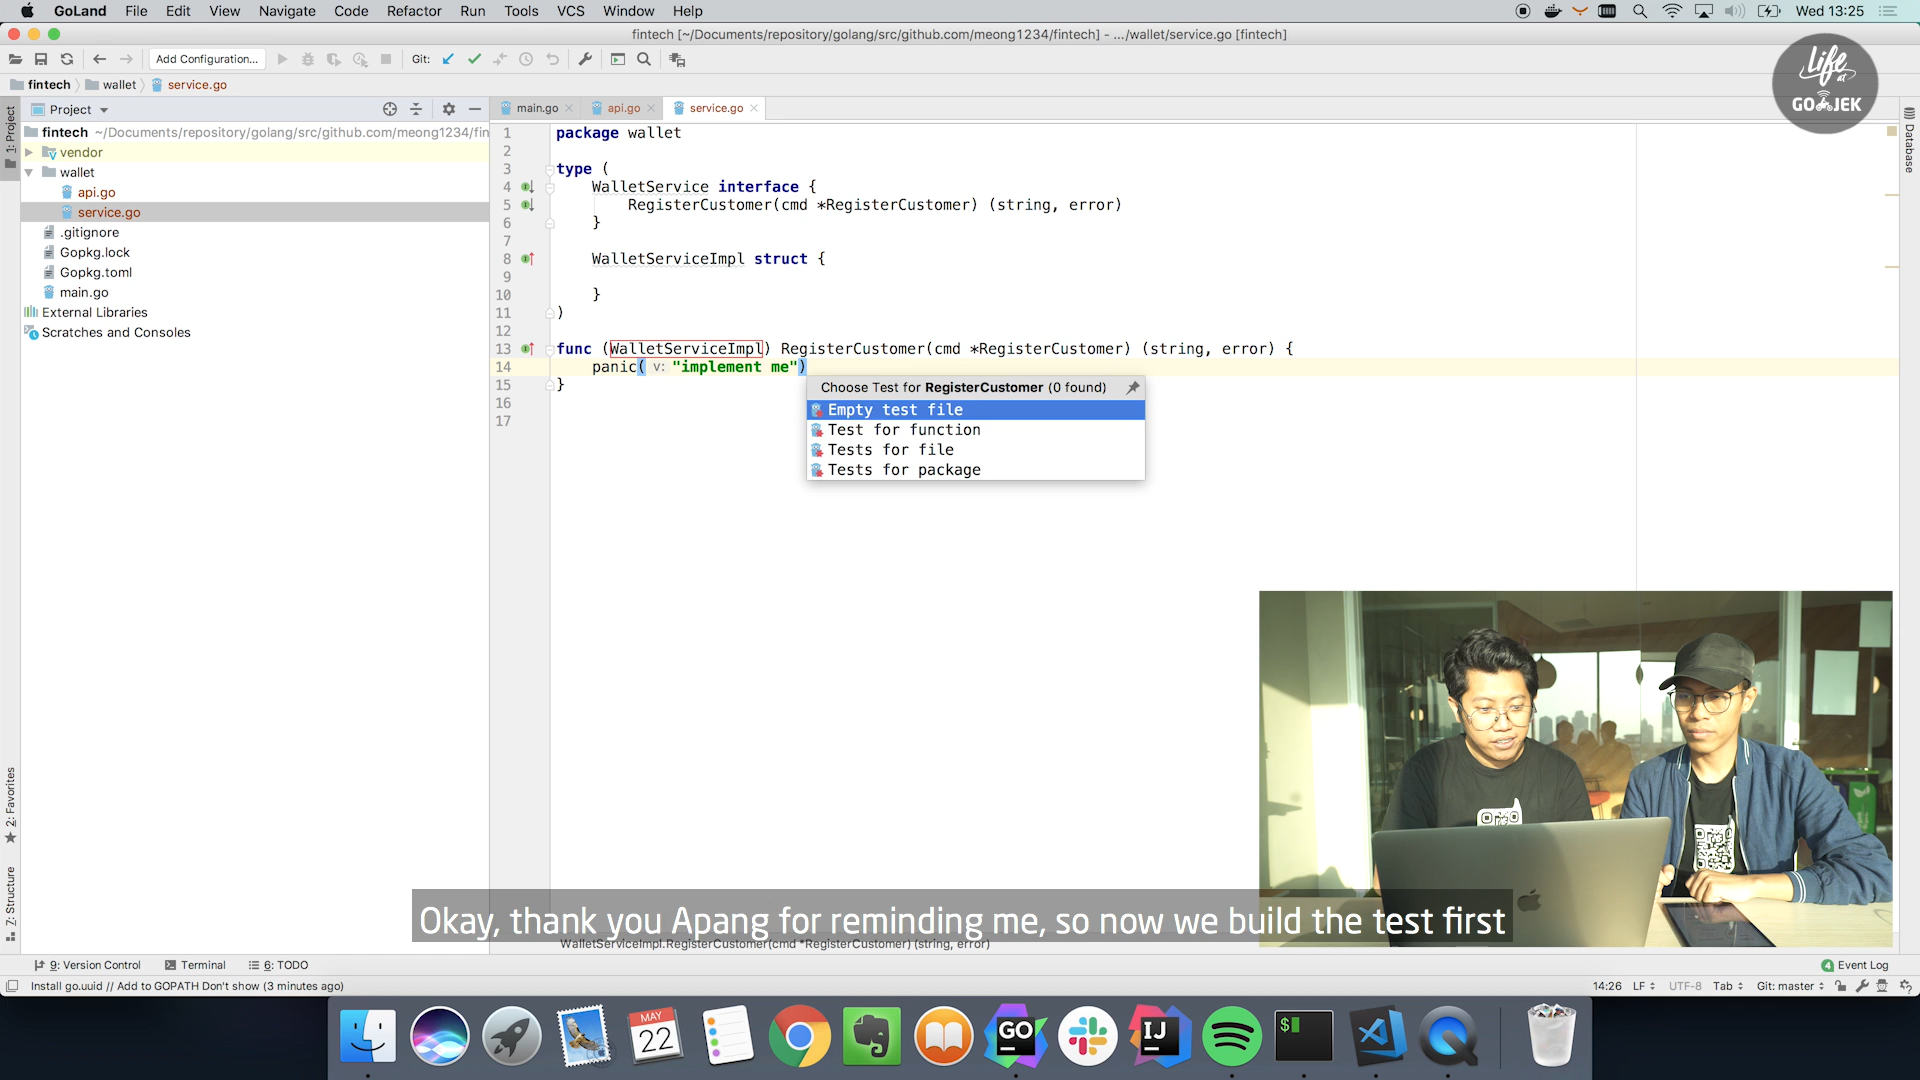 GoLand File Edit View Navigate Code Refactor Run Tools VCS Window Help Wed 13:25
fintech [~/Documents/repository/golang/src/github.com/meong1234/fintech] - .../wallet/service.go [fintech]
Add Configuration... Git:
fintech wallet service.go
Life at GO-JEK
1: Project
Project
main.go api.go service.go
Database
fintech ~/Documents/repository/golang/src/github.com/meong1234/fin
vendor
wallet
api.go
service.go
.gitignore
Gopkg.lock
Gopkg.toml
main.go
External Libraries
Scratches and Consoles
1 package wallet
2
3 type (
4 WalletService interface {
5 RegisterCustomer(cmd *RegisterCustomer) (string, error)
6 }
7
8 WalletServiceImpl struct {
9
10 }
11 )
12
13 func (WalletServiceImpl) RegisterCustomer(cmd *RegisterCustomer) (string, error) {
14 panic( v: "implement me")
15 }
16
17
Choose Test for RegisterCustomer (0 found)
Empty test file
Test for function
Tests for file
Tests for package
2: Favorites
7: Structure
Okay, thank you Apang for reminding me, so now we build the test first
WalletServiceImpl.RegisterCustomer(cmd *RegisterCustomer) (string, error)
9: Version Control Terminal 6: TODO 4 Event Log
Install go.uuid // Add to GOPATH Don't show (3 minutes ago) 14:26 LF UTF-8 Tab Git: master
MAY
22
GO
IJ
$